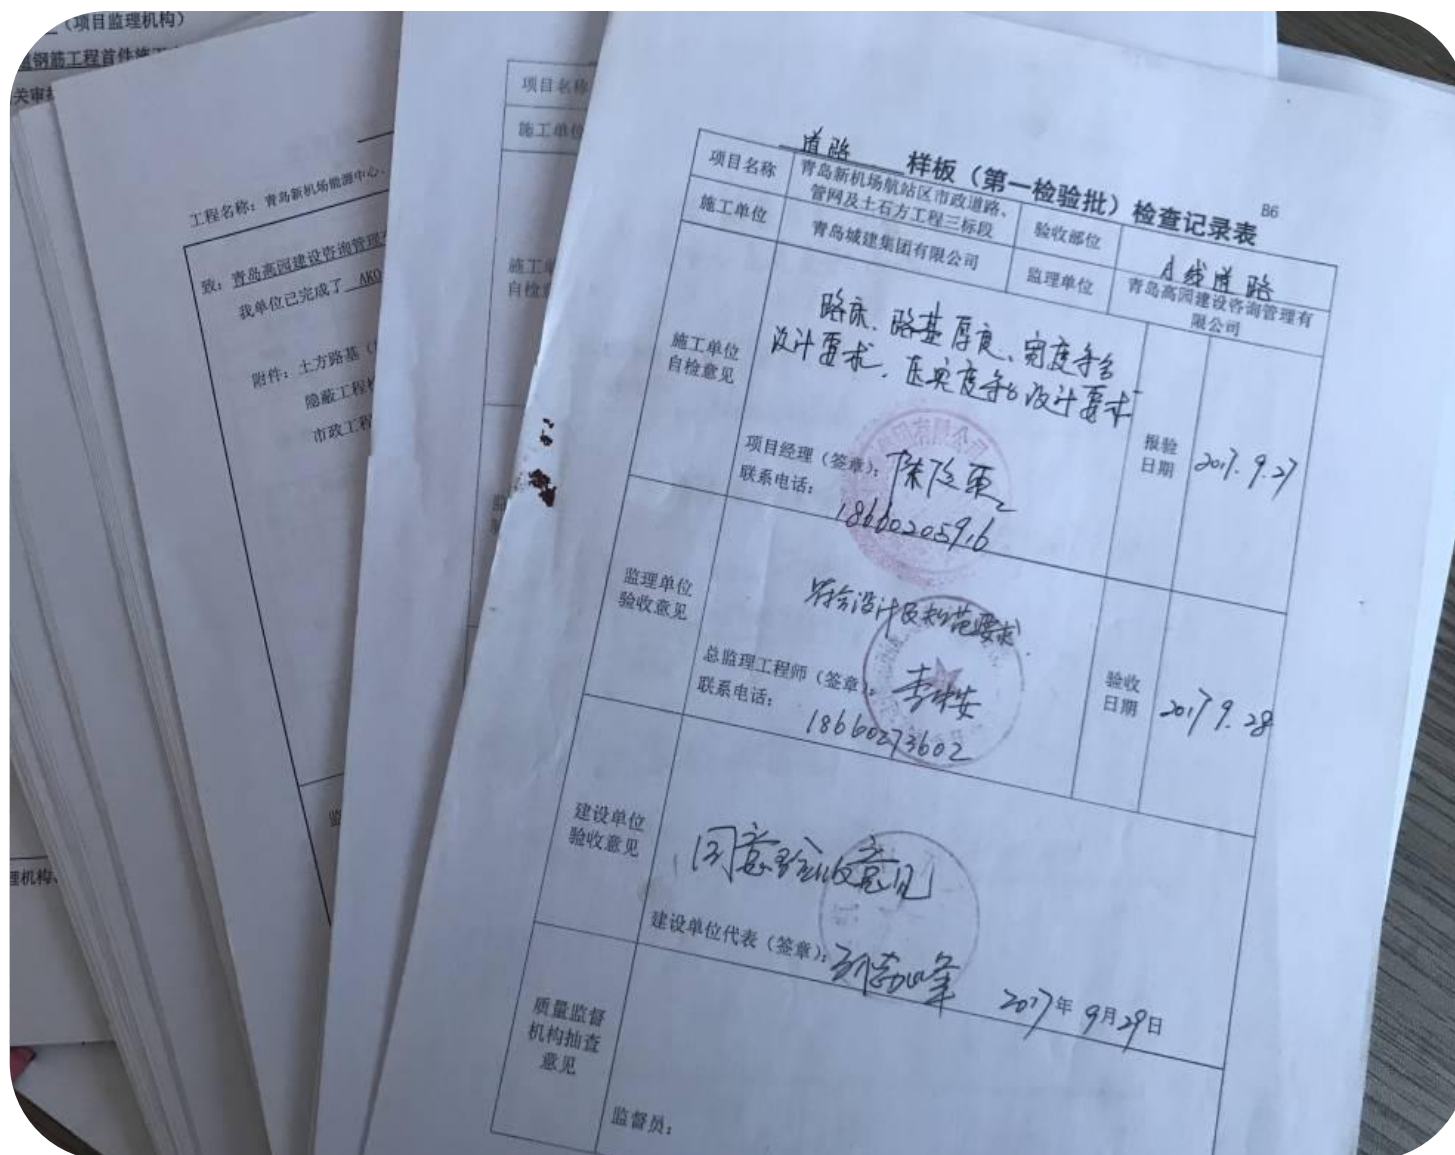 (项目监理机构)
钢筋工程首件施工
关审
工程名称：青岛新机场能源中心、
致：青岛高园建设咨询管理有
我单位已完成了 AK0
附件：土方路基（
隐蔽工程检
市政工程
监
理机构
项目名称
施工单位
施工单
自检意
道路 样板（第一检验批）检查记录表
B6
项目名称
青岛新机场航站区市政道路、
管网及土石方工程三标段
验收部位
A线道路
施工单位
青岛城建集团有限公司
监理单位
青岛高园建设咨询管理有
限公司
施工单位
自检意见
路床、路基厚度、宽度符合
设计要求、压实度符合设计要求
项目经理（签章）：
联系电话：
18660205916
报验
日期
2017.9.27
监理单位
验收意见
符合设计及规范要求.
总监理工程师（签章）：
联系电话：
18660273602
验收
日期
2017 9.28
建设单位
验收意见
同意验收意见
建设单位代表（签章）：
2017年 9月29日
质量监督
机构抽查
意见
监督员：